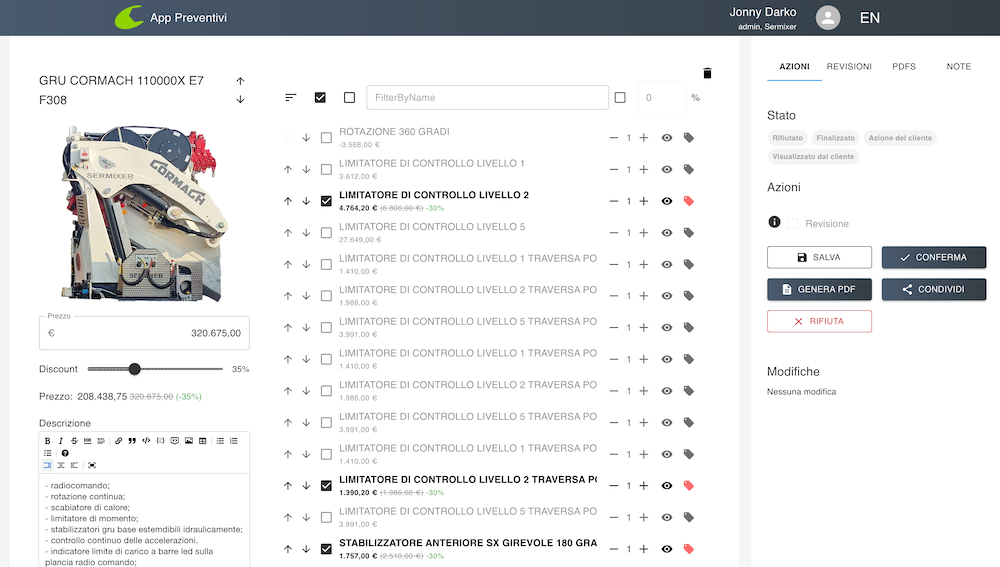 App Preventivi
Jonny Darko
admin, Sermixer
EN
GRU CORMACH 110000X E7
F308
SERMIXER
CORMACH
SERMIXER
Prezzo
€ 320.675,00
Discount 35%
Prezzo: 208.438,75 320.675,00 (-35%)
Descrizione
- radiocomando;
- rotazione continua;
- scabiatore di calore;
- limitatore di momento;
- stabilizzatori gru base estemdibili idraulicamente;
- controllo continuo delle accelerazioni.
- indicatore limite di carico a barre led sulla
plancia radio comando;
FilterByName
0 %
ROTAZIONE 360 GRADI
-3.568,00 €
1
LIMITATORE DI CONTROLLO LIVELLO 1
3.612,00 €
1
LIMITATORE DI CONTROLLO LIVELLO 2
4.764,20 € (6.806,00 €) -30%
1
LIMITATORE DI CONTROLLO LIVELLO 5
27.649,00 €
1
LIMITATORE DI CONTROLLO LIVELLO 1 TRAVERSA PO
1.410,00 €
1
LIMITATORE DI CONTROLLO LIVELLO 2 TRAVERSA PO
1.986,00 €
1
LIMITATORE DI CONTROLLO LIVELLO 5 TRAVERSA PO
3.991,00 €
1
LIMITATORE DI CONTROLLO LIVELLO 1 TRAVERSA PO
1.410,00 €
1
LIMITATORE DI CONTROLLO LIVELLO 2 TRAVERSA PO
1.986,00 €
1
LIMITATORE DI CONTROLLO LIVELLO 5 TRAVERSA PO
3.991,00 €
1
LIMITATORE DI CONTROLLO LIVELLO 1 TRAVERSA PO
1.410,00 €
1
LIMITATORE DI CONTROLLO LIVELLO 2 TRAVERSA PO
1.390,20 € (1.986,00 €) -30%
1
LIMITATORE DI CONTROLLO LIVELLO 5 TRAVERSA PO
3.991,00 €
1
STABILIZZATORE ANTERIORE SX GIREVOLE 180 GRA
1.757,00 € (2.510,00 €) -30%
1
AZIONI REVISIONI PDFS NOTE
Stato
Rifiutato Finalizzato Azione del cliente
Visualizzato dal cliente
Azioni
Revisione
SALVA CONFERMA
GENERA PDF CONDIVIDI
RIFIUTA
Modifiche
Nessuna modifica